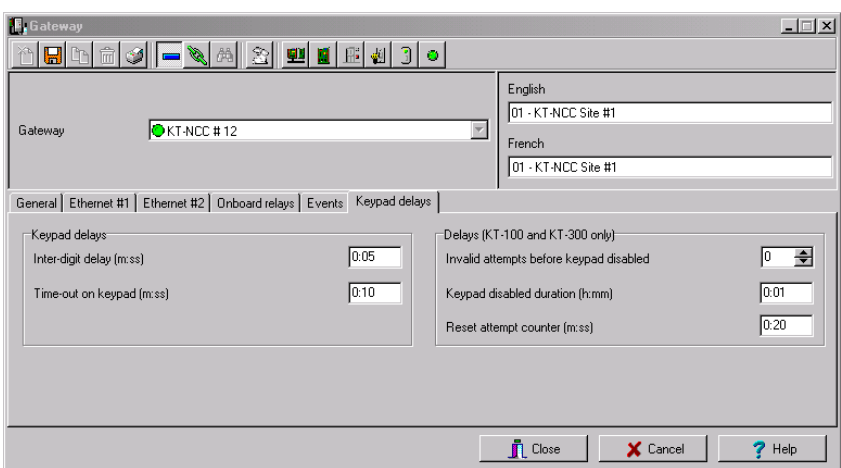 Gateway
English
01 - KT-NCC Site #1
Gateway
KT-NCC # 12
French
01 - KT-NCC Site #1
General Ethernet #1 Ethernet #2 Onboard relays Events Keypad delays
Keypad delays
Inter-digit delay (m:ss) 0:05
Time-out on keypad (m:ss) 0:10
Delays (KT-100 and KT-300 only)
Invalid attempts before keypad disabled 0
Keypad disabled duration (h:mm) 0:01
Reset attempt counter (m:ss) 0:20
Close Cancel Help